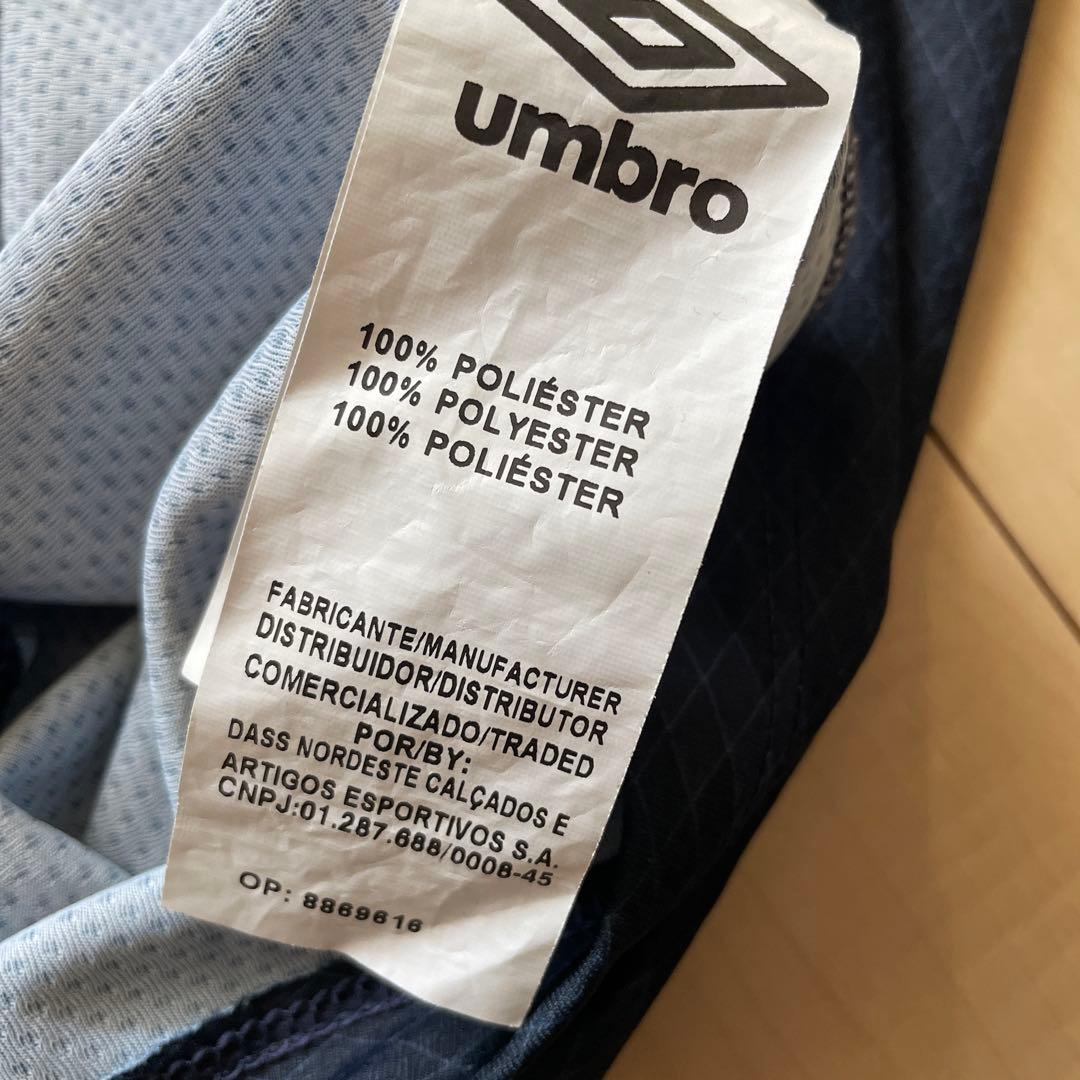 umbro
100% POLIÉSTER
100% POLYESTER
100% POLIÉSTER
FABRICANTE/MANUFACTURER
DISTRIBUIDOR/DISTRIBUTOR
COMERCIALIZADO/TRADED
POR/BY:
DASS NORDESTE CALÇADOS E
ARTIGOS ESPORTIVOS S.A.
CNPJ:01.287.688/0008-45
OP: 8869616